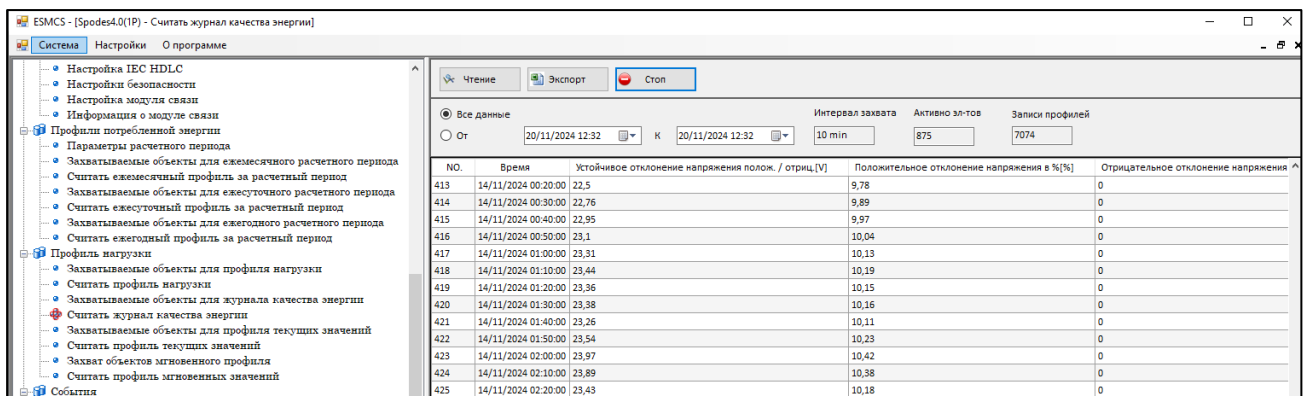 ESMCS - [Spodes4.0(1P) - Считать журнал качества энергии]
Система Настройки О программе
Настройка IEC HDLC
Настройки безопасности
Настройка модуля связи
Информация о модуле связи
Профили потребленной энергии
Параметры расчетного периода
Захватываемые объекты для ежемесячного расчетного периода
Считать ежемесячный профиль за расчетный период
Захватываемые объекты для ежесуточного расчетного периода
Считать ежесуточный профиль за расчетный период
Захватываемые объекты для ежегодного расчетного периода
Считать ежегодный профиль за расчетный период
Профиль нагрузки
Захватываемые объекты для профиля нагрузки
Считать профиль нагрузки
Захватываемые объекты для журнала качества энергии
Считать журнал качества энергии
Захватываемые объекты для профиля текущих значений
Считать профиль текущих значений
Захват объектов мгновенного профиля
Считать профиль мгновенных значений
События
Чтение Экспорт Стоп
Все данные Интервал захвата Активно эл-тов Записи профилей
От 20/11/2024 12:32 К 20/11/2024 12:32 10 min 875 7074
NO. Время Устойчивое отклонение напряжения полож. / отриц.[V] Положительное отклонение напряжения в %[%] Отрицательное отклонение напряжения
413 14/11/2024 00:20:00 22,5 9,78 0
414 14/11/2024 00:30:00 22,76 9,89 0
415 14/11/2024 00:40:00 22,95 9,97 0
416 14/11/2024 00:50:00 23,1 10,04 0
417 14/11/2024 01:00:00 23,31 10,13 0
418 14/11/2024 01:10:00 23,44 10,19 0
419 14/11/2024 01:20:00 23,36 10,15 0
420 14/11/2024 01:30:00 23,38 10,16 0
421 14/11/2024 01:40:00 23,26 10,11 0
422 14/11/2024 01:50:00 23,54 10,23 0
423 14/11/2024 02:00:00 23,97 10,42 0
424 14/11/2024 02:10:00 23,89 10,38 0
425 14/11/2024 02:20:00 23,43 10,18 0